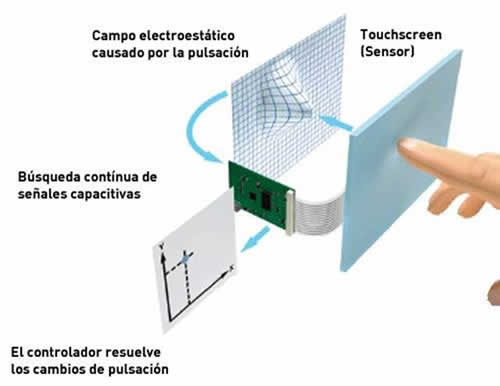 Campo electroestático
causado por la pulsación
Touchscreen
(Sensor)
Búsqueda contínua de
señales capacitivas
Y
X
El controlador resuelve
los cambios de pulsación